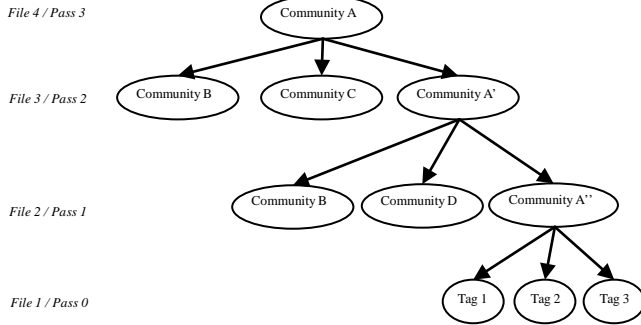 File 4 / Pass 3
Community A
File 3 / Pass 2
Community B
Community C
Community A'
File 2 / Pass 1
Community B
Community D
Community A''
File 1 / Pass 0
Tag 1
Tag 2
Tag 3